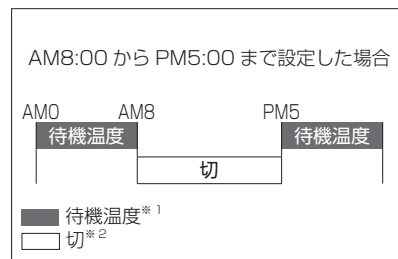 AM8:00 から PM5:00 まで設定した場合
AM0 AM8 PM5
待機温度 待機温度
切
待機温度※1
切※2